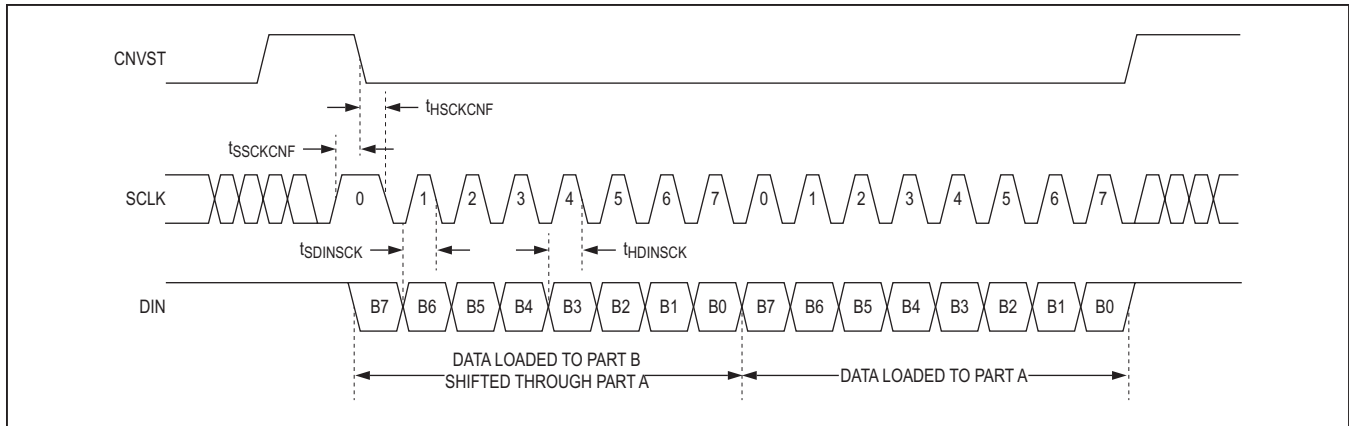 CNVST
tHSCKCNF
tSSCKCNF
SCLK 0 1 2 3 4 5 6 7 0 1 2 3 4 5 6 7
tSDINSCK
tHDINSCK
DIN B7 B6 B5 B4 B3 B2 B1 B0 B7 B6 B5 B4 B3 B2 B1 B0
DATA LOADED TO PART B
SHIFTED THROUGH PART A
DATA LOADED TO PART A